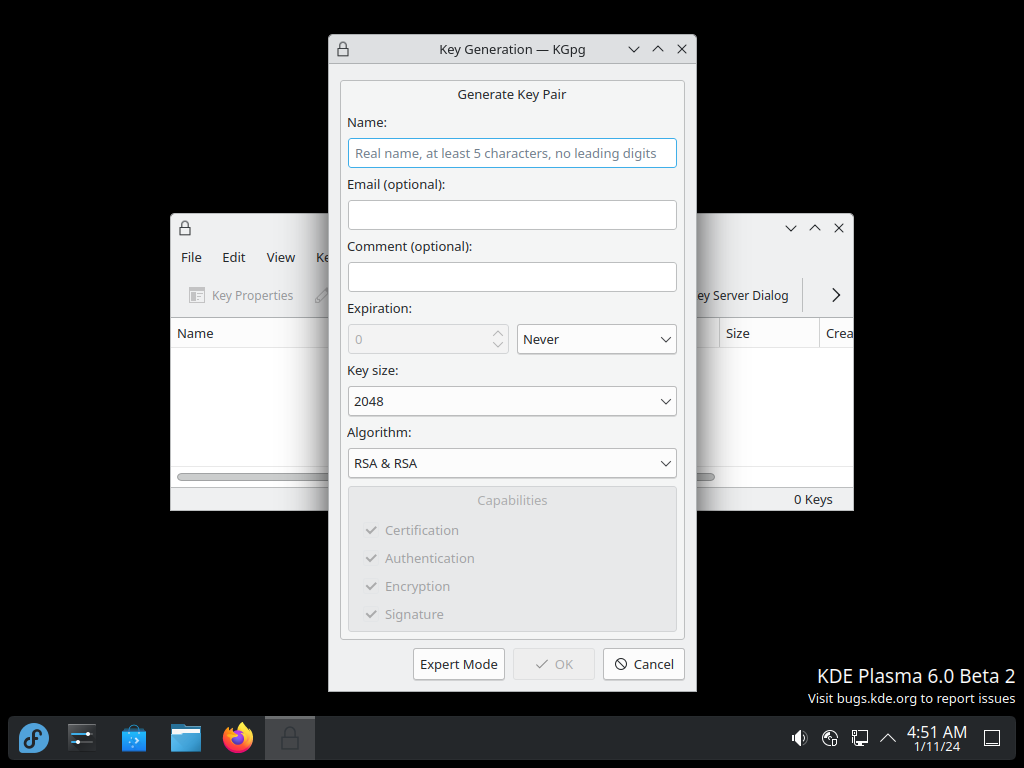 Key Generation — KGpg
Generate Key Pair
Name:
Real name, at least 5 characters, no leading digits
Email (optional):
Comment (optional):
Expiration:
0
Never
Key size:
2048
Algorithm:
RSA & RSA
Capabilities
Certification
Authentication
Encryption
Signature
Expert Mode
OK
Cancel
File Edit View Ke
Key Properties
ey Server Dialog
Name
Size
Crea
0 Keys
KDE Plasma 6.0 Beta 2
Visit bugs.kde.org to report issues
4:51 AM
1/11/24